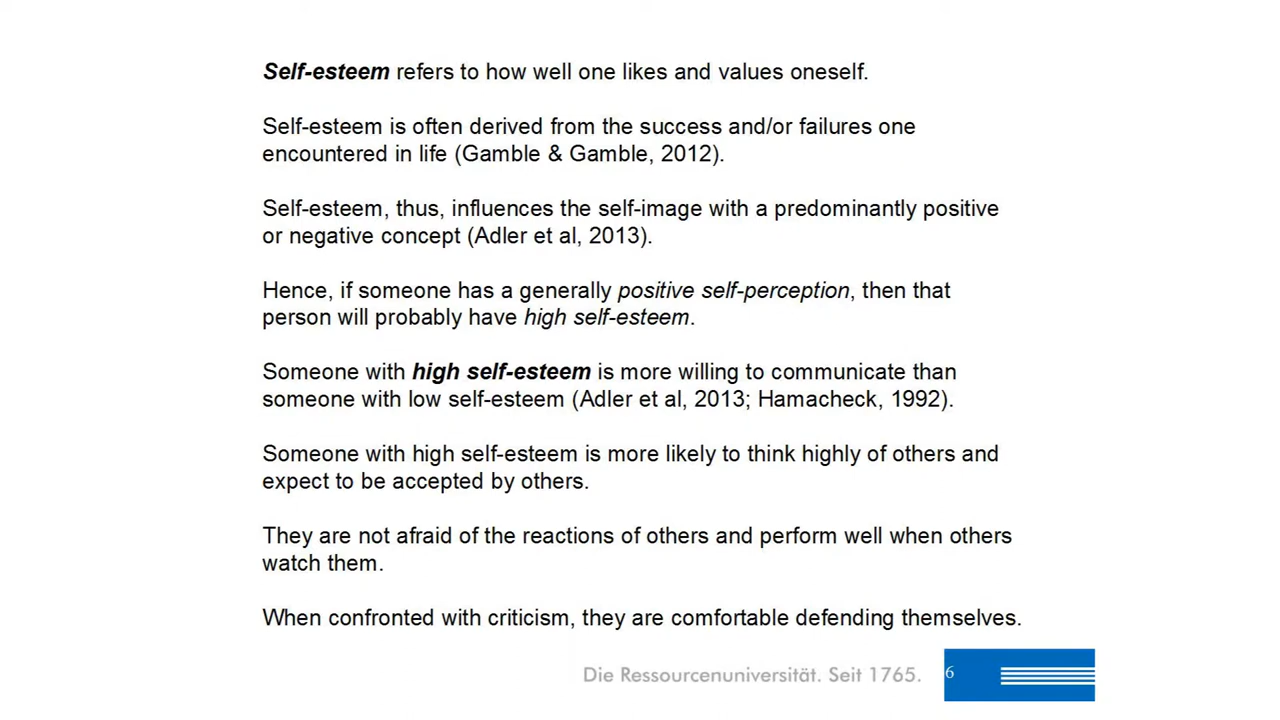 Self-esteem refers to how well one likes and values oneself.
Self-esteem is often derived from the success and/or failures one
encountered in life (Gamble & Gamble, 2012).
Self-esteem, thus, influences the self-image with a predominantly positive
or negative concept (Adler et al, 2013).
Hence, if someone has a generally positive self-perception, then that
person will probably have high self-esteem.
Someone with high self-esteem is more willing to communicate than
someone with low self-esteem (Adler et al, 2013; Hamacheck, 1992).
Someone with high self-esteem is more likely to think highly of others and
expect to be accepted by others.
They are not afraid of the reactions of others and perform well when others
watch them.
When confronted with criticism, they are comfortable defending themselves.
Die Ressourcenuniversität. Seit 1765. 6